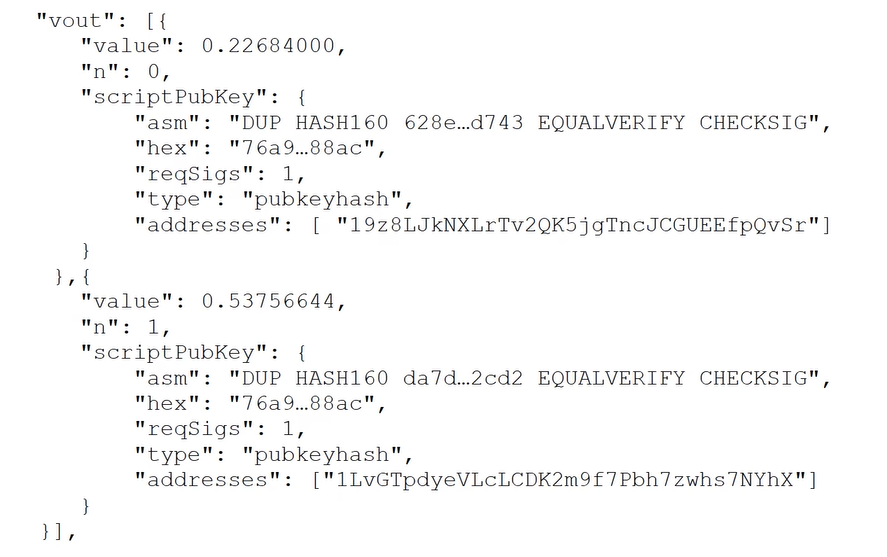 "vout": [{
"value": 0.22684000,
"n": 0,
"scriptPubKey": {
"asm": "DUP HASH160 628e…d743 EQUALVERIFY CHECKSIG",
"hex": "76a9…88ac",
"reqSigs": 1,
"type": "pubkeyhash",
"addresses": [ "19z8LJkNXLrTv2QK5jgTncJCGUEEfpQvSr"]
}
},{
"value": 0.53756644,
"n": 1,
"scriptPubKey": {
"asm": "DUP HASH160 da7d…2cd2 EQUALVERIFY CHECKSIG",
"hex": "76a9…88ac",
"reqSigs": 1,
"type": "pubkeyhash",
"addresses": ["1LvGTpdyeVLcLCDK2m9f7Pbh7zwhs7NYhX"]
}
}],